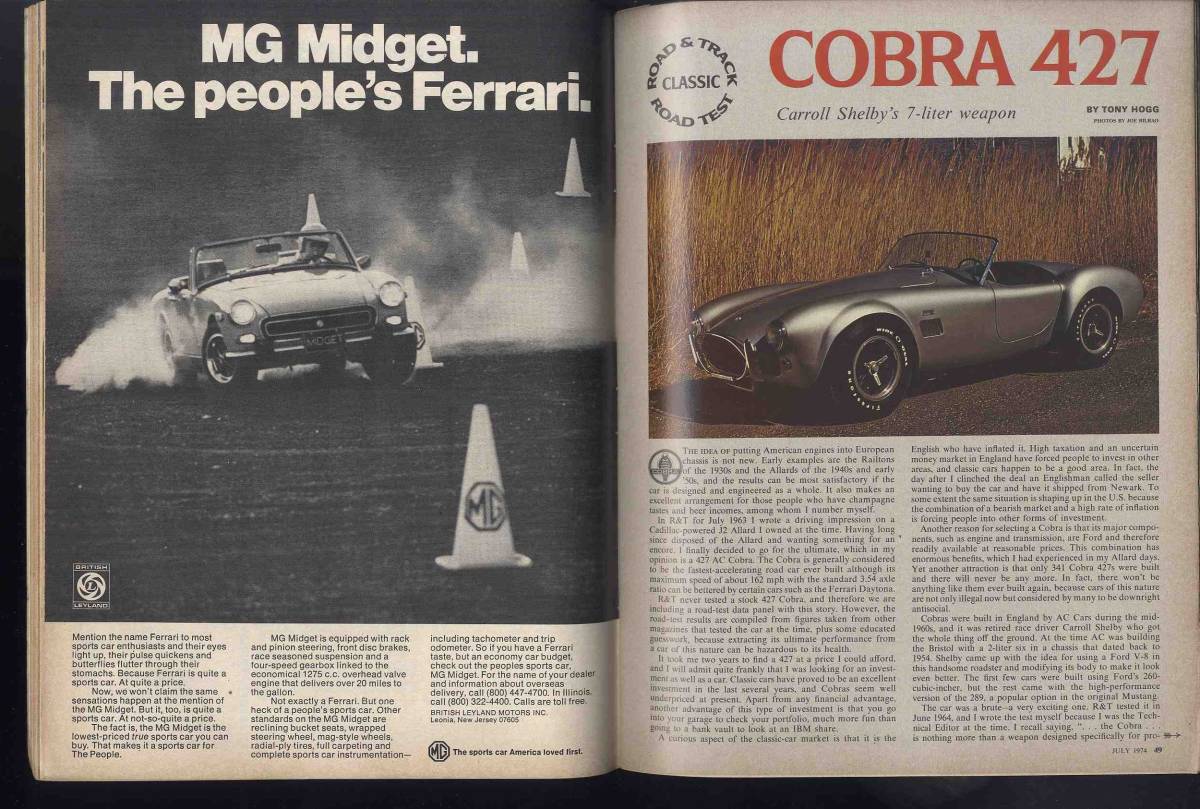 MG Midget.
The people's Ferrari.
MIDGET
MG
BRITISH
L
LEYLAND
Mention the name Ferrari to most
sports car enthusiasts and their eyes
light up, their pulse quickens and
butterflies flutter through their
stomachs. Because Ferrari is quite a
sports car. At quite a price.
Now, we won't claim the same
sensations happen at the mention of
the MG Midget. But it, too, is quite a
sports car. At not-so-quite a price.
The fact is, the MG Midget is the
lowest-priced true sports car you can
buy. That makes it a sports car for
The People.
MG Midget is equipped with rack
and pinion steering, front disc brakes,
race seasoned suspension and a
four-speed gearbox linked to the
economical 1275 c.c. overhead valve
engine that delivers over 20 miles to
the gallon.
Not exactly a Ferrari. But one
heck of a people's sports car. Other
standards on the MG Midget are
reclining bucket seats, wrapped
steering wheel, mag-style wheels,
radial-ply tires, full carpeting and
complete sports car instrumentation—
including tachometer and trip
odometer. So if you have a Ferrari
taste, but an economy car budget,
check out the peoples sports car,
MG Midget. For the name of your dealer
and information about overseas
delivery, call (800) 447-4700. In Illinois,
call (800) 322-4400. Calls are toll free.
BRITISH LEYLAND MOTORS INC.
Leonia, New Jersey 07605
MG The sports car America loved first.
ROAD & TRACK
CLASSIC
ROAD TEST
COBRA 427
Carroll Shelby's 7-liter weapon
BY TONY HOGG
PHOTOS BY JOE BILBAO
WIDE OVAL
Firestone
THE IDEA OF putting American engines into European
chassis is not new. Early examples are the Railtons
of the 1930s and the Allards of the 1940s and early
'50s, and the results can be most satisfactory if the
car is designed and engineered as a whole. It also makes an
excellent arrangement for those people who have champagne
tastes and beer incomes, among whom I number myself.
In R&T for July 1963 I wrote a driving impression on a
Cadillac-powered J2 Allard I owned at the time. Having long
since disposed of the Allard and wanting something for an
encore, I finally decided to go for the ultimate, which in my
opinion is a 427 AC Cobra. The Cobra is generally considered
to be the fastest-accelerating road car ever built although its
maximum speed of about 162 mph with the standard 3.54 axle
ratio can be bettered by certain cars such as the Ferrari Daytona.
R&T never tested a stock 427 Cobra, and therefore we are
including a road-test data panel with this story. However, the
road-test results are compiled from figures taken from other
magazines that tested the car at the time, plus some educated
guesswork, because extracting its ultimate performance from
a car of this nature can be hazardous to its health.
It took me two years to find a 427 at a price I could afford,
and I will admit quite frankly that I was looking for an invest-
ment as well as a car. Classic cars have proved to be an excellent
investment in the last several years, and Cobras seem well
underpriced at present. Apart from any financial advantage,
another advantage of this type of investment is that you go
into your garage to check your portfolio, much more fun than
going to a bank vault to look at an IBM share.
A curious aspect of the classic-car market is that it is the
English who have inflated it. High taxation and an uncertain
money market in England have forced people to invest in other
areas, and classic cars happen to be a good area. In fact, the
day after I clinched the deal an Englishman called the seller
wanting to buy the car and have it shipped from Newark. To
some extent the same situation is shaping up in the U.S. because
the combination of a bearish market and a high rate of inflation
is forcing people into other forms of investment.
Another reason for selecting a Cobra is that its major compo-
nents, such as engine and transmission, are Ford and therefore
readily available at reasonable prices. This combination has
enormous benefits, which I had experienced in my Allard days.
Yet another attraction is that only 341 Cobra 427s were built
and there will never be any more. In fact, there won't be
anything like them ever built again, because cars of this nature
are not only illegal now but considered by many to be downright
antisocial.
Cobras were built in England by AC Cars during the mid-
1960s, and it was retired race driver Carroll Shelby who got
the whole thing off the ground. At the time AC was building
the Bristol with a 2-liter six in a chassis that dated back to
1954. Shelby came up with the idea for using a Ford V-8 in
this handsome roadster and modifying its body to make it look
even better. The first few cars were built using Ford's 260-
cubic-incher, but the rest came with the high-performance
version of the 289, a popular option in the original Mustang.
The car was a brute—a very exciting one. R&T tested it in
June 1964, and I wrote the test myself because I was the Tech-
nical Editor at the time. I recall saying, ". . . the Cobra . . .
is nothing more than a weapon designed specifically for pro-
JULY 1974 49